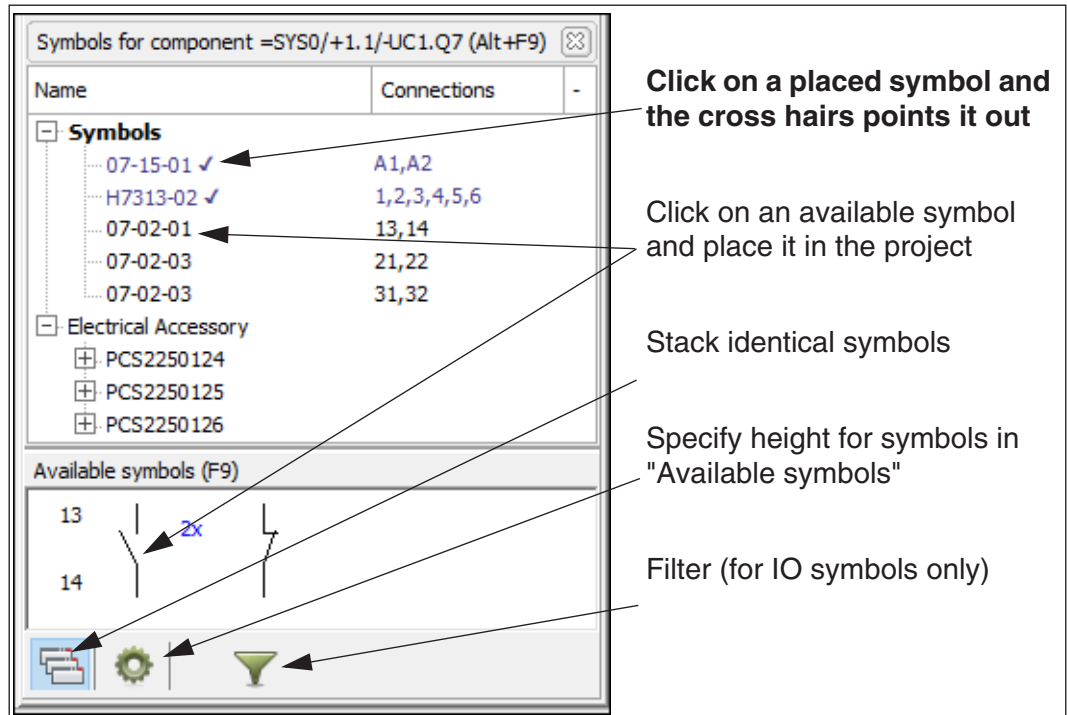 Symbols for component =SYS0/+1.1/-UC1.Q7 (Alt+F9)
Name Connections -
Symbols
07-15-01 ✓ A1,A2
H7313-02 ✓ 1,2,3,4,5,6
07-02-01 13,14
07-02-03 21,22
07-02-03 31,32
Electrical Accessory
PCS2250124
PCS2250125
PCS2250126
Available symbols (F9)
13
2x
14
Click on a placed symbol and
the cross hairs points it out
Click on an available symbol
and place it in the project
Stack identical symbols
Specify height for symbols in
"Available symbols"
Filter (for IO symbols only)